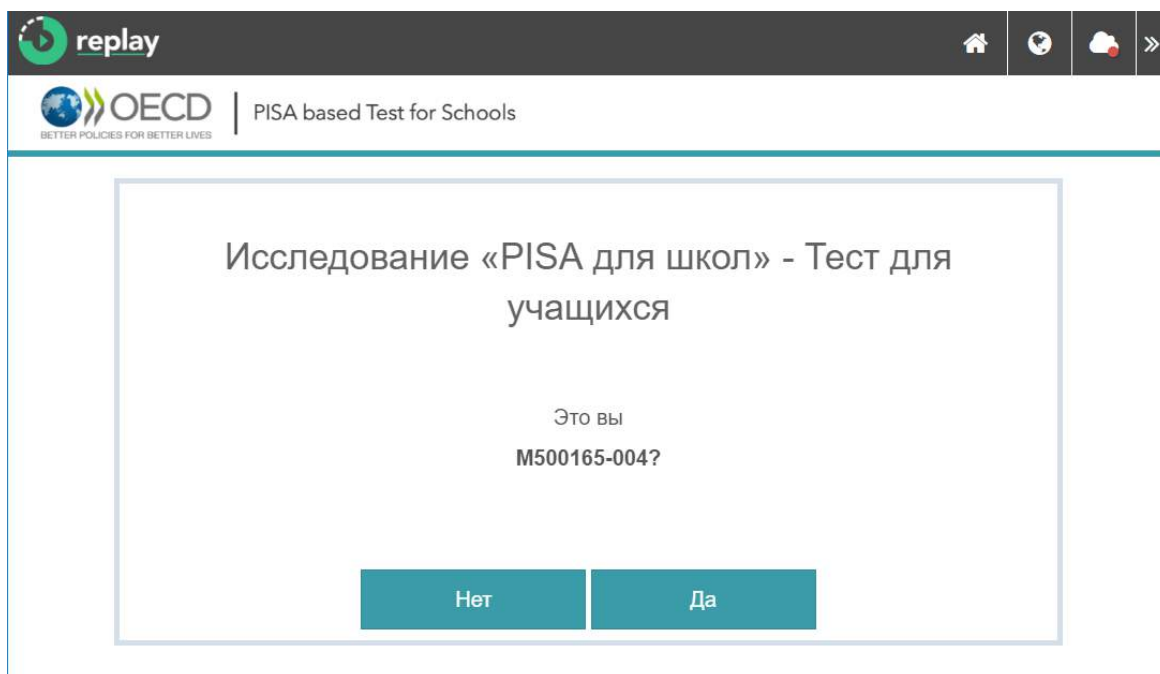 replay
OECD
BETTER POLICIES FOR BETTER LIVES
PISA based Test for Schools
Исследование «PISA для школ» - Тест для
учащихся
Это вы
M500165-004?
Нет
Да